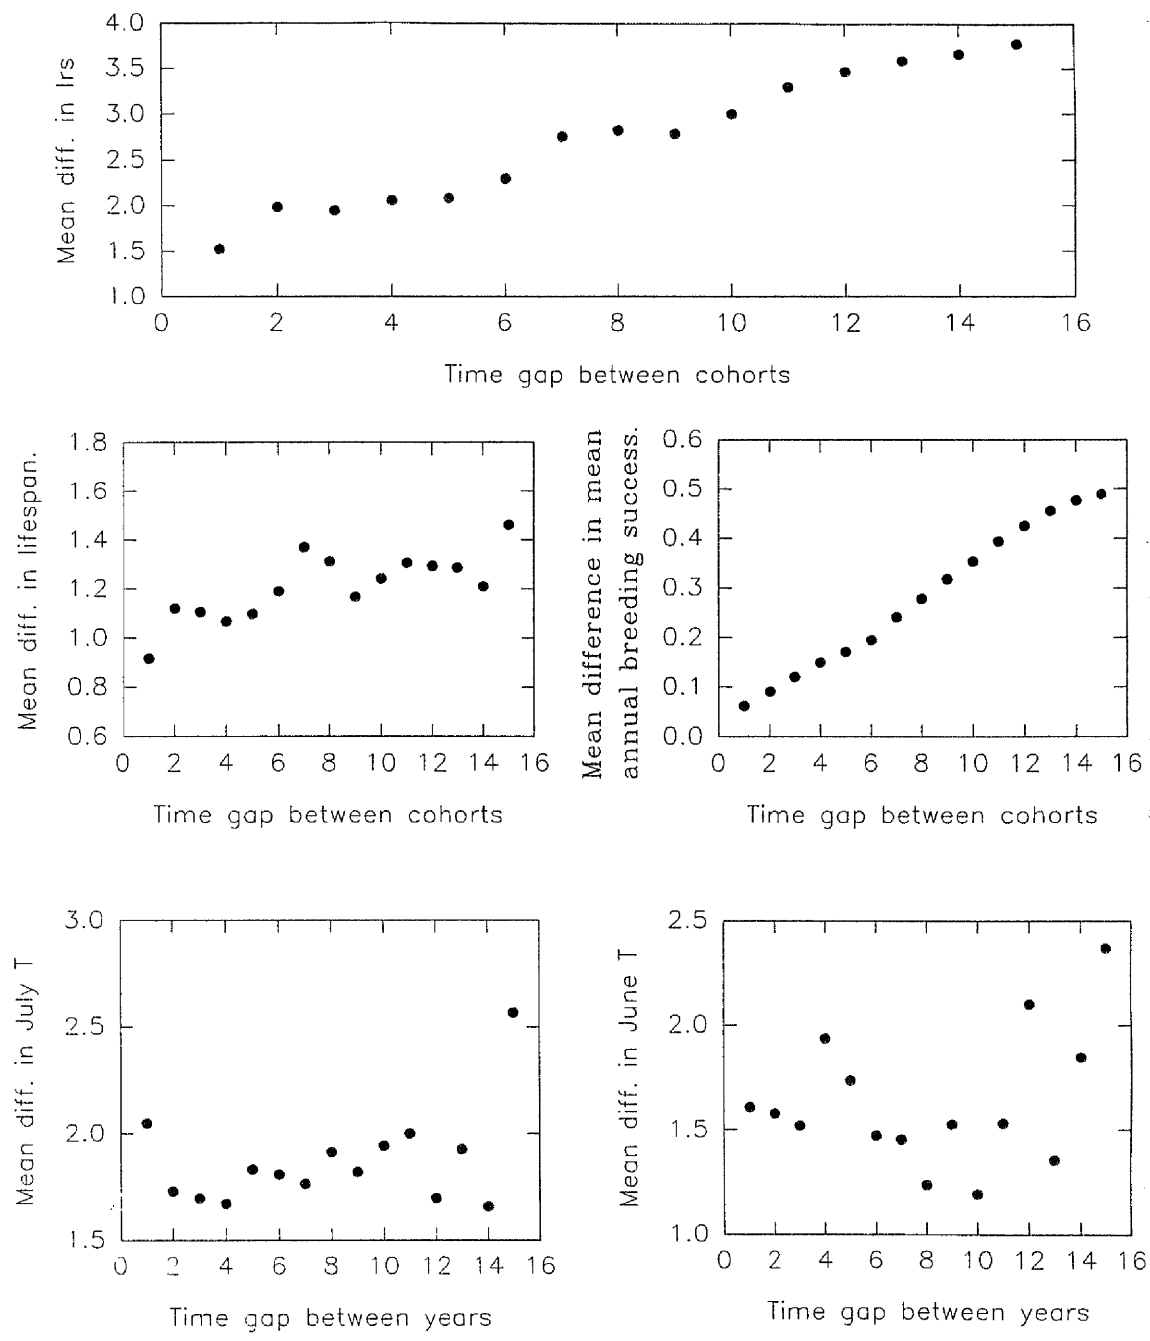 4.0
3.5
3.0
2.5
2.0
1.5
1.0
Mean diff. in lrs
0 2 4 6 8 10 12 14 16
Time gap between cohorts
1.8
1.6
1.4
1.2
1.0
0.8
0.6
Mean diff. in lifespan.
0 2 4 6 8 10 12 14 16
Time gap between cohorts
Mean difference in mean
annual breeding success.
0.6
0.5
0.4
0.3
0.2
0.1
0.0
0 2 4 6 8 10 12 14 16
Time gap between cohorts
3.0
2.5
2.0
1.5
Mean diff. in July T
0 2 4 6 8 10 12 14 16
Time gap between years
2.5
2.0
1.5
1.0
Mean diff. in June T
0 2 4 6 8 10 12 14 16
Time gap between years